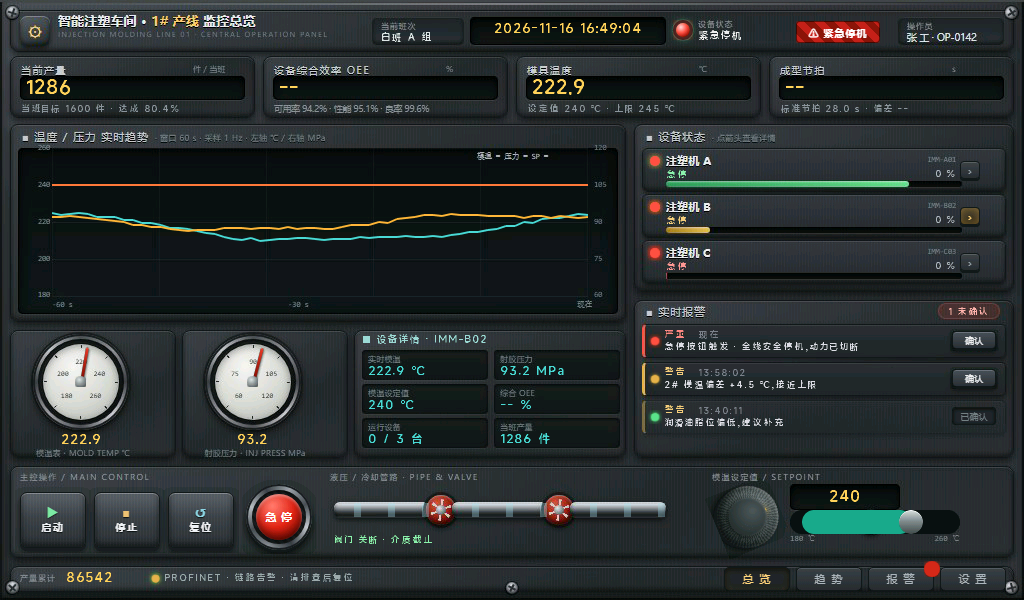 智能注塑车间 • 1# 产线 监控总览
INJECTION MOLDING LINE 01 · CENTRAL OPERATION PANEL
当前班次
白班 A 组
2026-11-16 16:49:04
设备状态
紧急停机
⚠ 紧急停机
操作员
张工·OP-0142
当前产量 件 / 当班
1286
当班目标 1600 件 · 达成 80.4%
设备综合效率 OEE %
--
可用率 94.2% · 性能 95.1% · 良率 99.6%
模具温度 ℃
222.9
设定值 240 ℃ · 上限 245 ℃
成型节拍 s
--
标准节拍 28.0 s · 偏差 --
■ 温度 / 压力 实时趋势 · 窗口 60 s · 采样 1 Hz · 左轴 ℃ / 右轴 MPa
模温 ━ 压力 ━ SP ━
260 120
240 105
220 90
200 75
180 60
-60 s -30 s 现在
■ 设备状态 · 点箭头查看详情
注塑机 A IMM-A01
急停 0 % ›
注塑机 B IMM-B02
急停 0 % ›
注塑机 C IMM-C03
急停 0 % ›
■ 实时报警 1 未确认
严重 现在
急停按钮触发 · 全线安全停机,动力已切断
确认
警告 13:58:02
2# 模温偏差 +4.5 ℃,接近上限
确认
警告 13:40:11
润滑油脂位偏低,建议补充
已确认
180 200 220 240 260
222.9
模温表 · MOLD TEMP ℃
60 75 90 105 120
93.2
射胶压力 · INJ PRESS MPa
■ 设备详情 · IMM-B02
实时模温
222.9 ℃
射胶压力
93.2 MPa
模温设定值
240 ℃
综合 OEE
-- %
运行设备
0 / 3 台
当班产量
1286 件
主控操作 / MAIN CONTROL
▶ 启动
■ 停止
↺ 复位
急停
液压 / 冷却管路 · PIPE & VALVE
阀门 关断 · 介质截止
模温设定值 / SETPOINT
240
180 ℃ 260 ℃
产量累计 86542
PROFINET · 链路告警 · 请排查后复位
总览 趋势 报警 设置